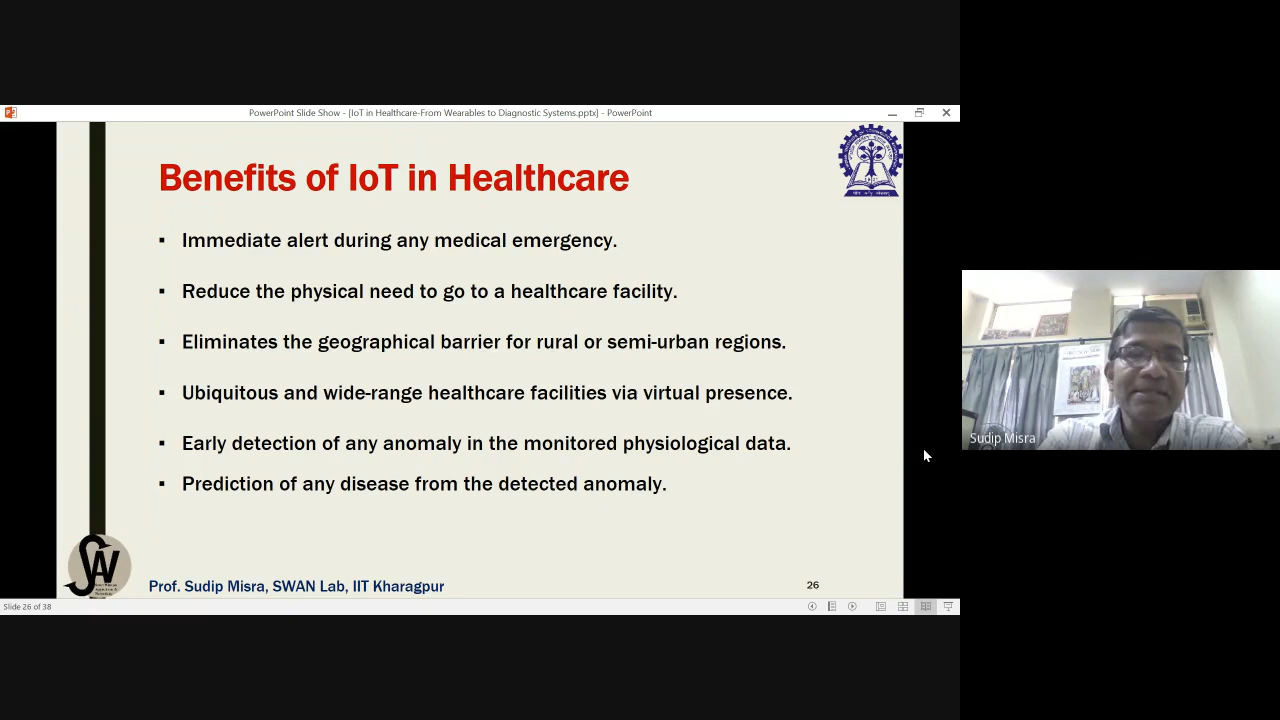 PowerPoint Slide Show - [IoT in Healthcare-From Wearables to Diagnostic Systems.pptx] - PowerPoint
Benefits of IoT in Healthcare
▪ Immediate alert during any medical emergency.
▪ Reduce the physical need to go to a healthcare facility.
▪ Eliminates the geographical barrier for rural or semi-urban regions.
▪ Ubiquitous and wide-range healthcare facilities via virtual presence.
▪ Early detection of any anomaly in the monitored physiological data.
▪ Prediction of any disease from the detected anomaly.
Sudip Misra
SWAN
Prof. Sudip Misra, SWAN Lab, IIT Kharagpur
26
Slide 26 of 38